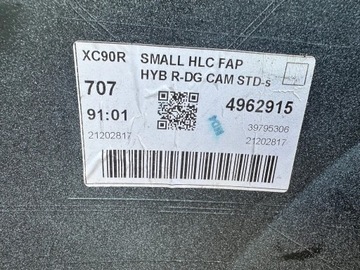 XC90R SMALL HLC FAP
HYB R-DG CAM STD-s
707 4962915
91:01 39795306
21202817 21202817